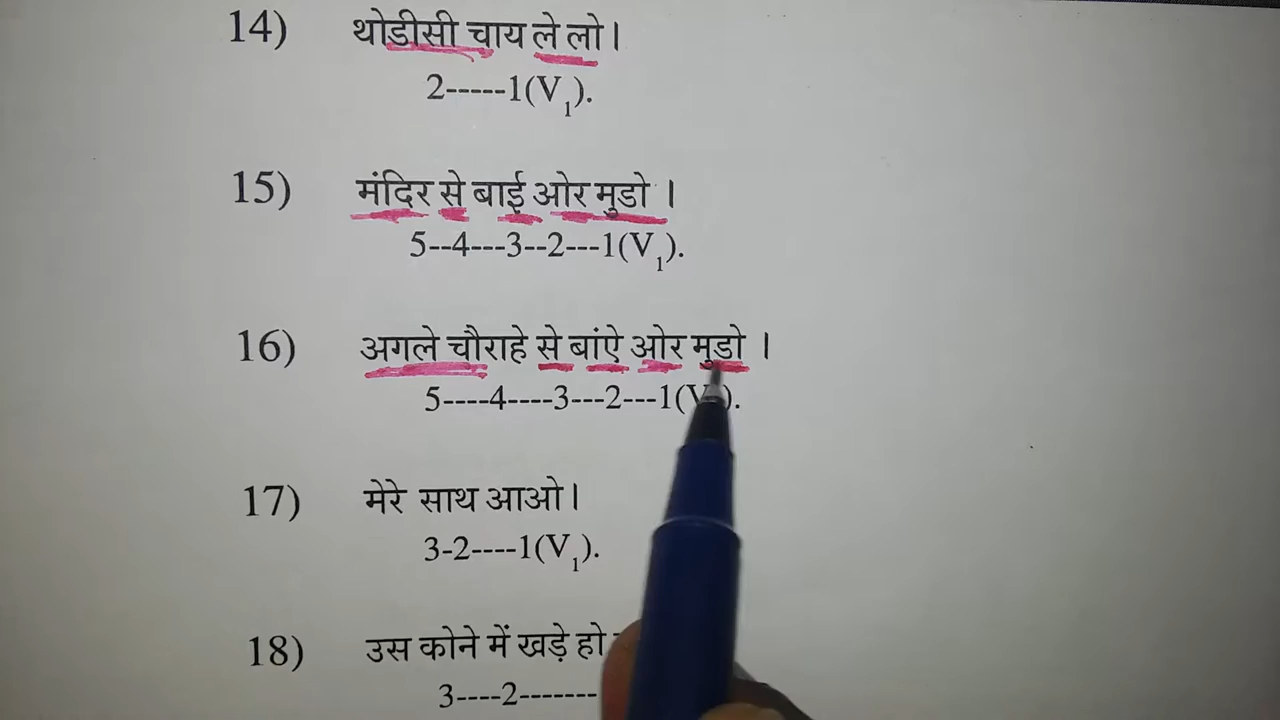 14) थोडीसी चाय ले लो।
2-----1(V1).
15) मंदिर से बाई ओर मुडो ।
5--4---3--2---1(V1).
16) अगले चौराहे से बांऐ ओर मुडो ।
5----4----3---2---1(V ).
17) मेरे साथ आओ।
3-2----1(V1).
18) उस कोने में खड़े हो
3----2-------